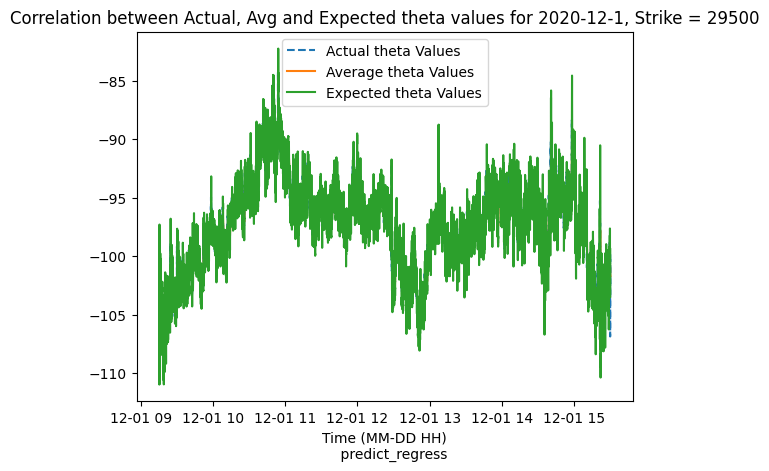 Correlation between Actual, Avg and Expected theta values for 2020-12-1, Strike = 29500
Actual theta Values
Average theta Values
Expected theta Values
−85
−90
−95
−100
−105
−110
12-01 09 12-01 10 12-01 11 12-01 12 12-01 13 12-01 14 12-01 15
Time (MM-DD HH)
predict_regress